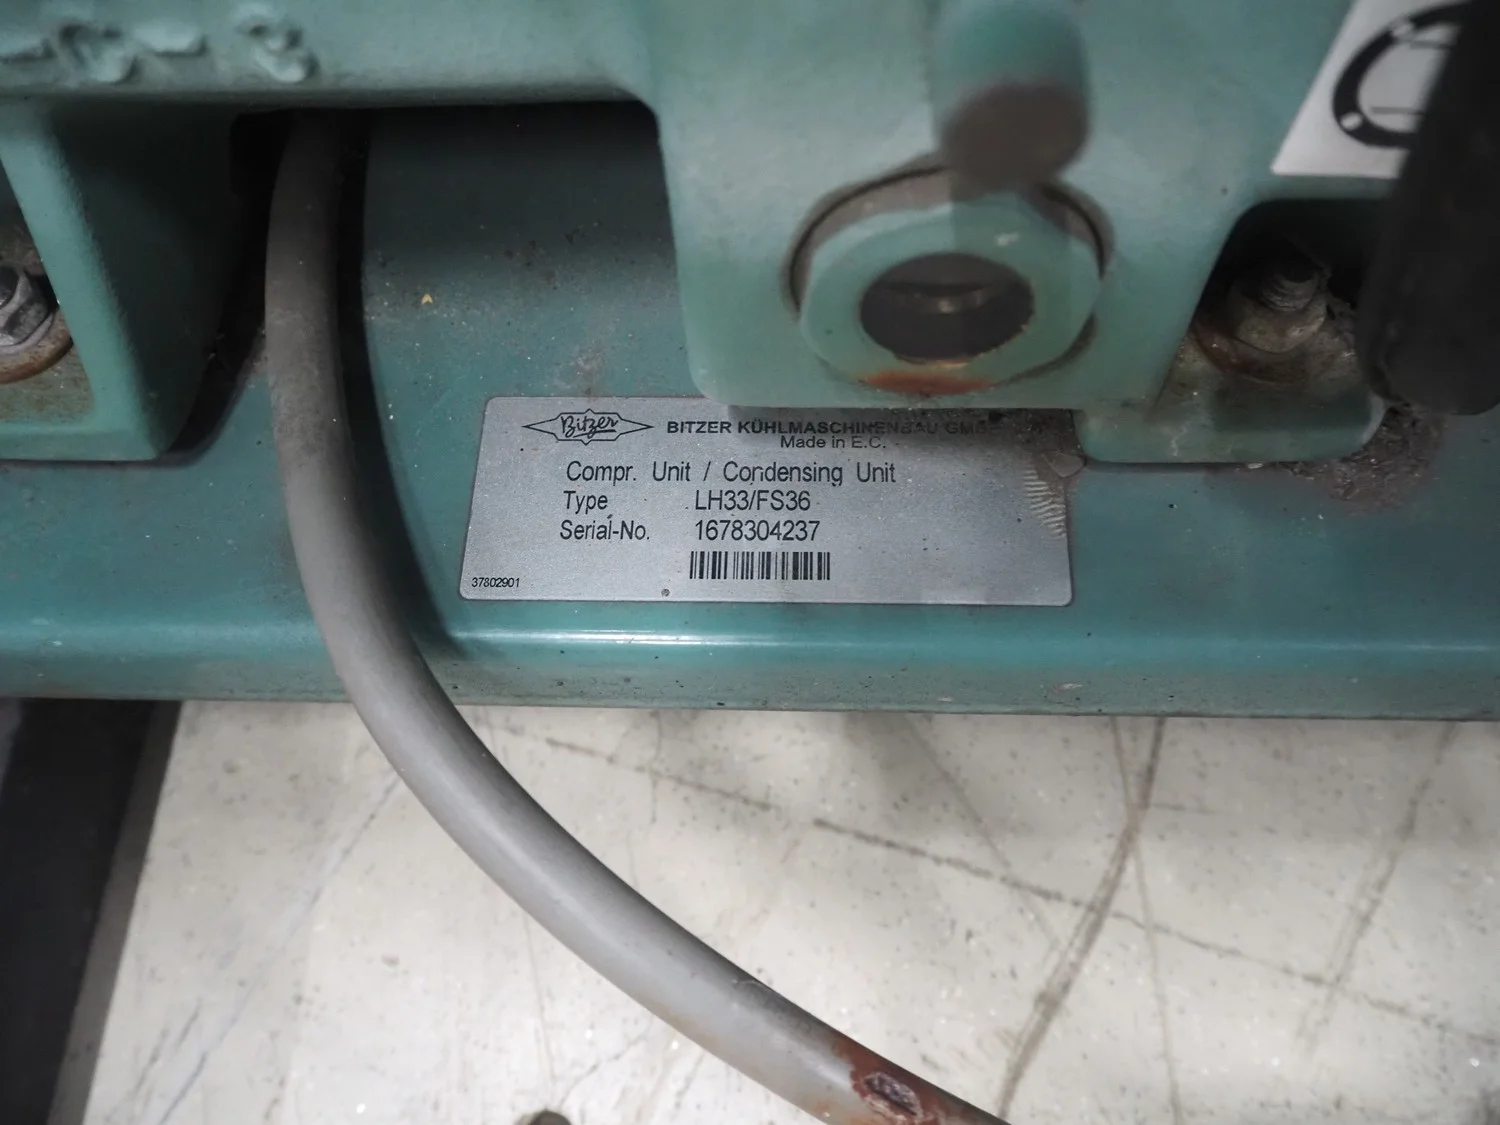 Bitzer
BITZER KÜHLMASCHINENBAU GMB
Made in E.C.
Compr. Unit / Condensing Unit
Type LH33/FS36
Serial-No. 1678304237
37802901